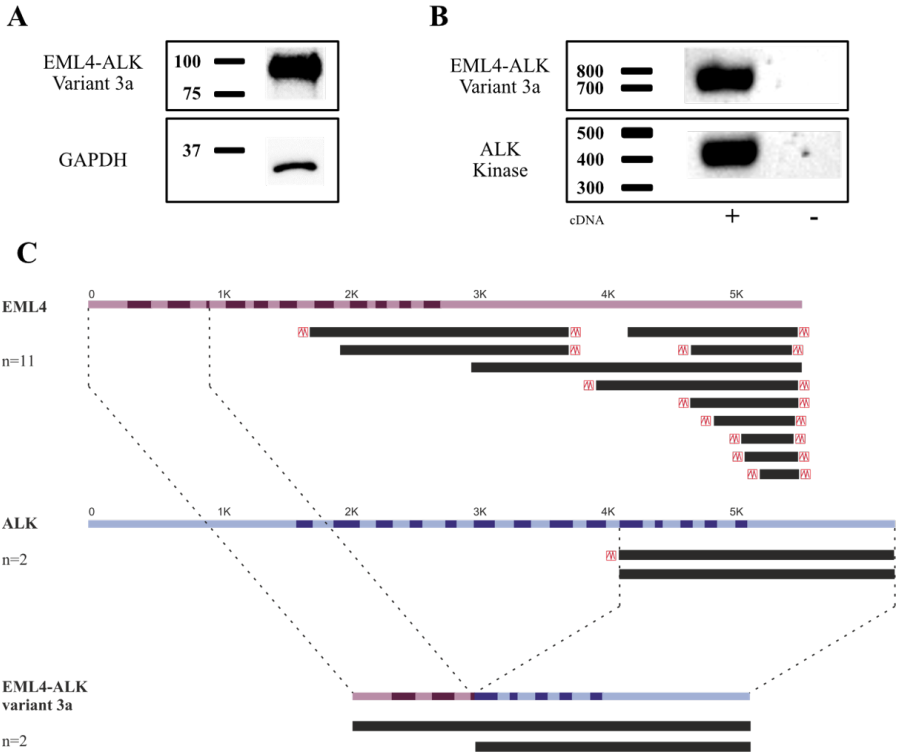 A
EML4-ALK
Variant 3a
100
75
GAPDH
37
B
EML4-ALK
Variant 3a
800
700
ALK
Kinase
500
400
300
cDNA + -
C
0 1K 2K 3K 4K 5K
EML4
n=11
0 1K 2K 3K 4K 5K
ALK
n=2
EML4-ALK
variant 3a
n=2